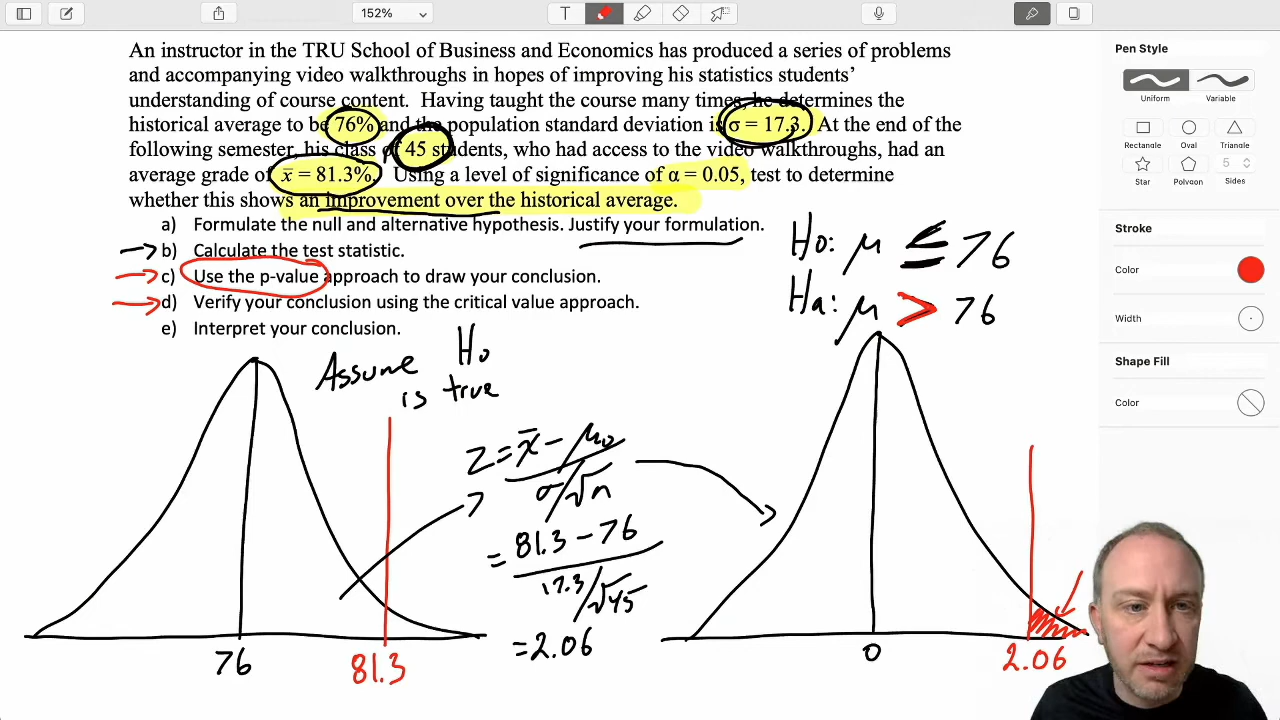 152%
T
An instructor in the TRU School of Business and Economics has produced a series of problems
and accompanying video walkthroughs in hopes of improving his statistics students'
understanding of course content. Having taught the course many times, he determines the
historical average to be 76% and the population standard deviation is σ = 17.3. At the end of the
following semester, his class of 45 students, who had access to the video walkthroughs, had an
average grade of x̄ = 81.3%. Using a level of significance of α = 0.05, test to determine
whether this shows an improvement over the historical average.
a) Formulate the null and alternative hypothesis. Justify your formulation.
b) Calculate the test statistic.
c) Use the p-value approach to draw your conclusion.
d) Verify your conclusion using the critical value approach.
e) Interpret your conclusion.
Ho: μ ≤ 76
Ha: μ > 76
Assume Ho
is true
Z = x̄ - μ₀
σ/√n
= 81.3 - 76
17.3/√45
= 2.06
76
81.3
0
2.06
Pen Style
Uniform
Variable
Rectangle
Oval
Triangle
Star
Polygon
5
Sides
Stroke
Color
Width
Shape Fill
Color